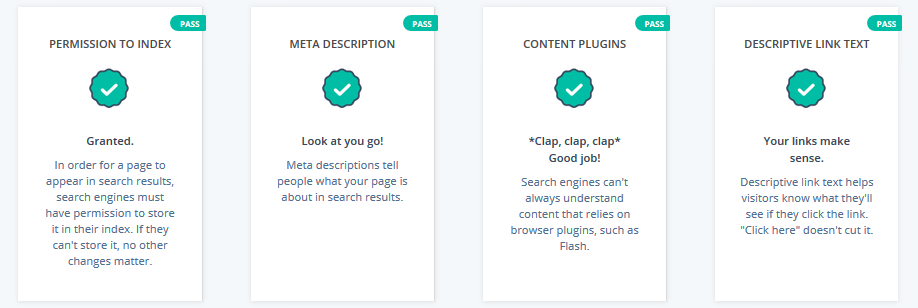 PASS
PERMISSION TO INDEX
Granted.
In order for a page to
appear in search results,
search engines must
have permission to store
it in their index. If they
can't store it, no other
changes matter.
PASS
META DESCRIPTION
Look at you go!
Meta descriptions tell
people what your page is
about in search results.
PASS
CONTENT PLUGINS
*Clap, clap, clap*
Good job!
Search engines can't
always understand
content that relies on
browser plugins, such as
Flash.
PASS
DESCRIPTIVE LINK TEXT
Your links make
sense.
Descriptive link text helps
visitors know what they'll
see if they click the link.
"Click here" doesn't cut it.